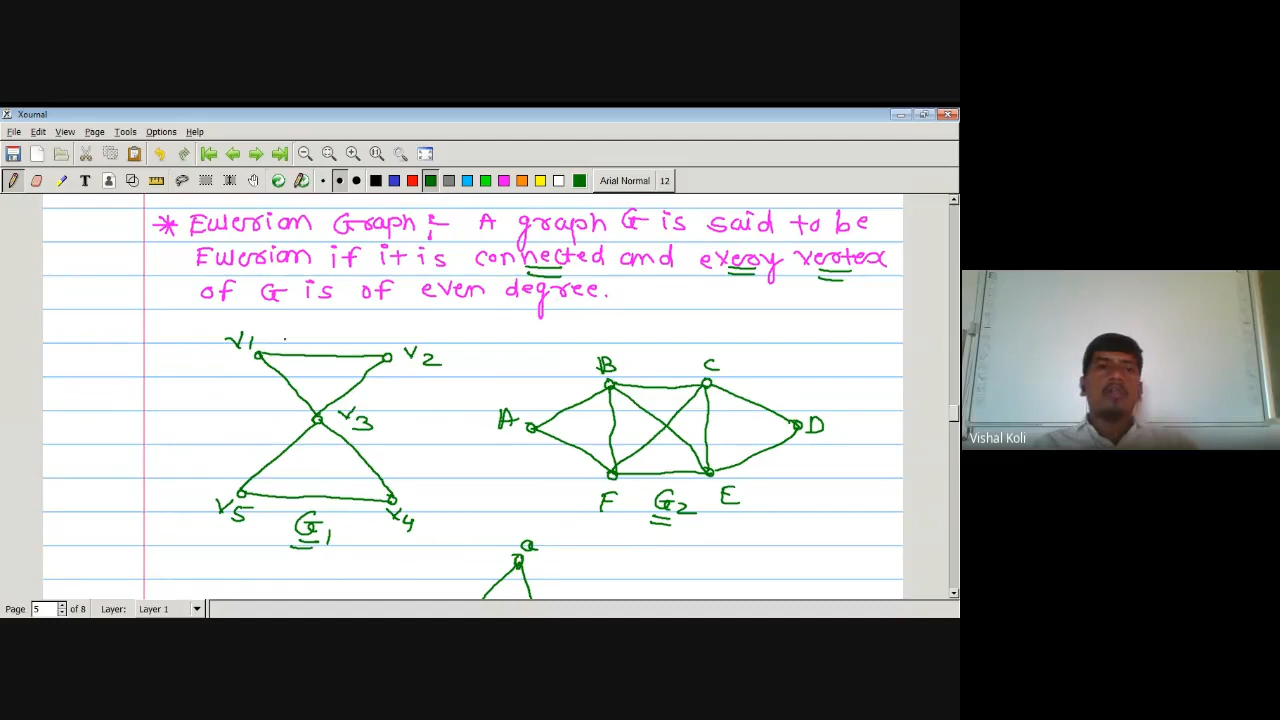 Xournal
File Edit View Page Tools Options Help
T Arial Normal 12
* Eulerian Graph :- A graph G is said to be
Eulerian if it is connected and every vertex
of G is of even degree.
V1 V2
V3
V5 V4
G1
B C
A D
F E
G2
a
Page 5 of 8 Layer: Layer 1
Vishal Koli